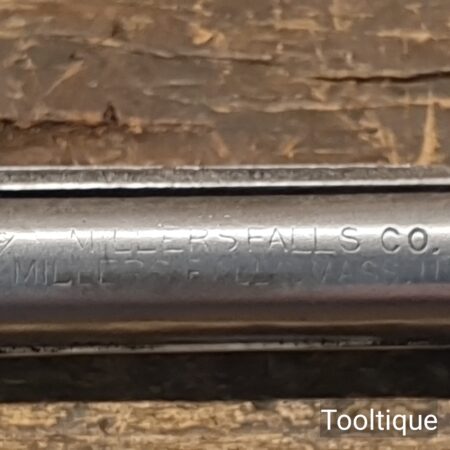 MILLERS FALLS CO.
MILLERS FALLS MASS. U
Tooltique